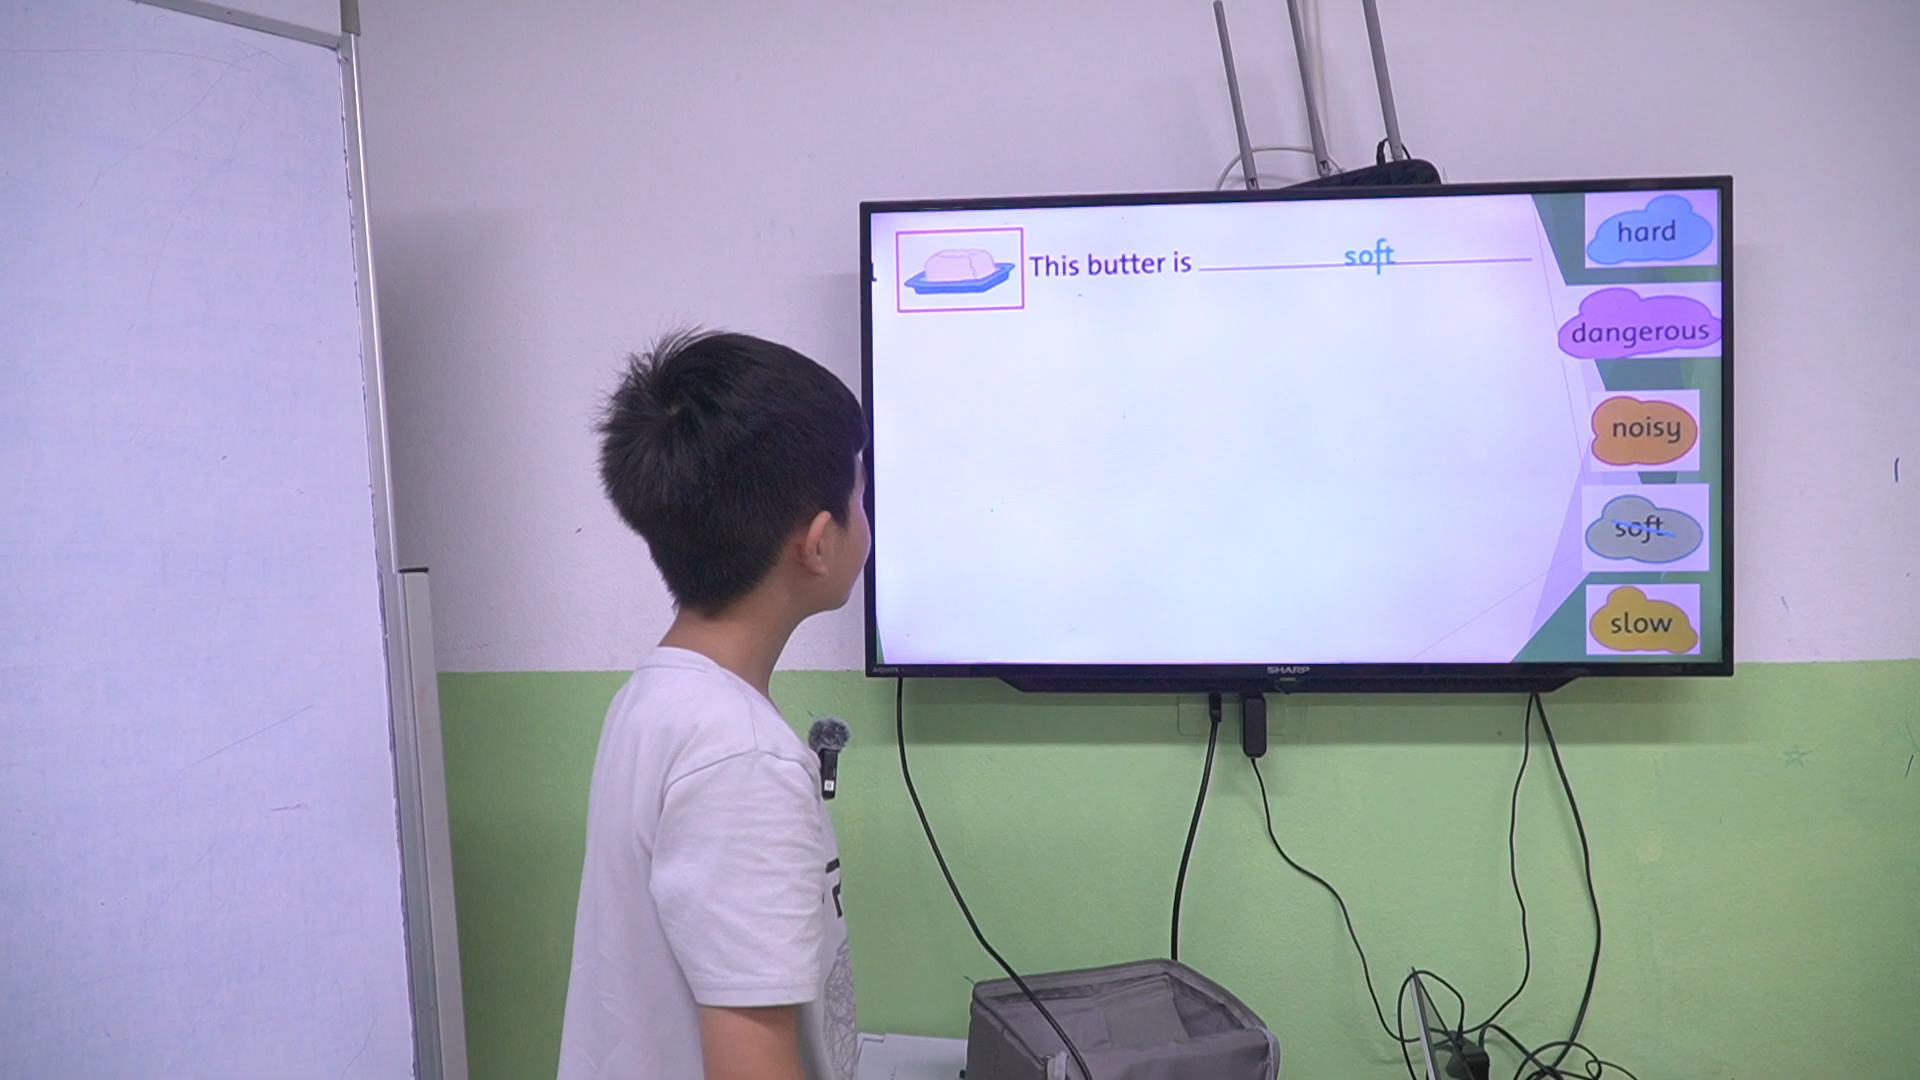 This butter is soft
hard
dangerous
noisy
soft
slow
SHARP